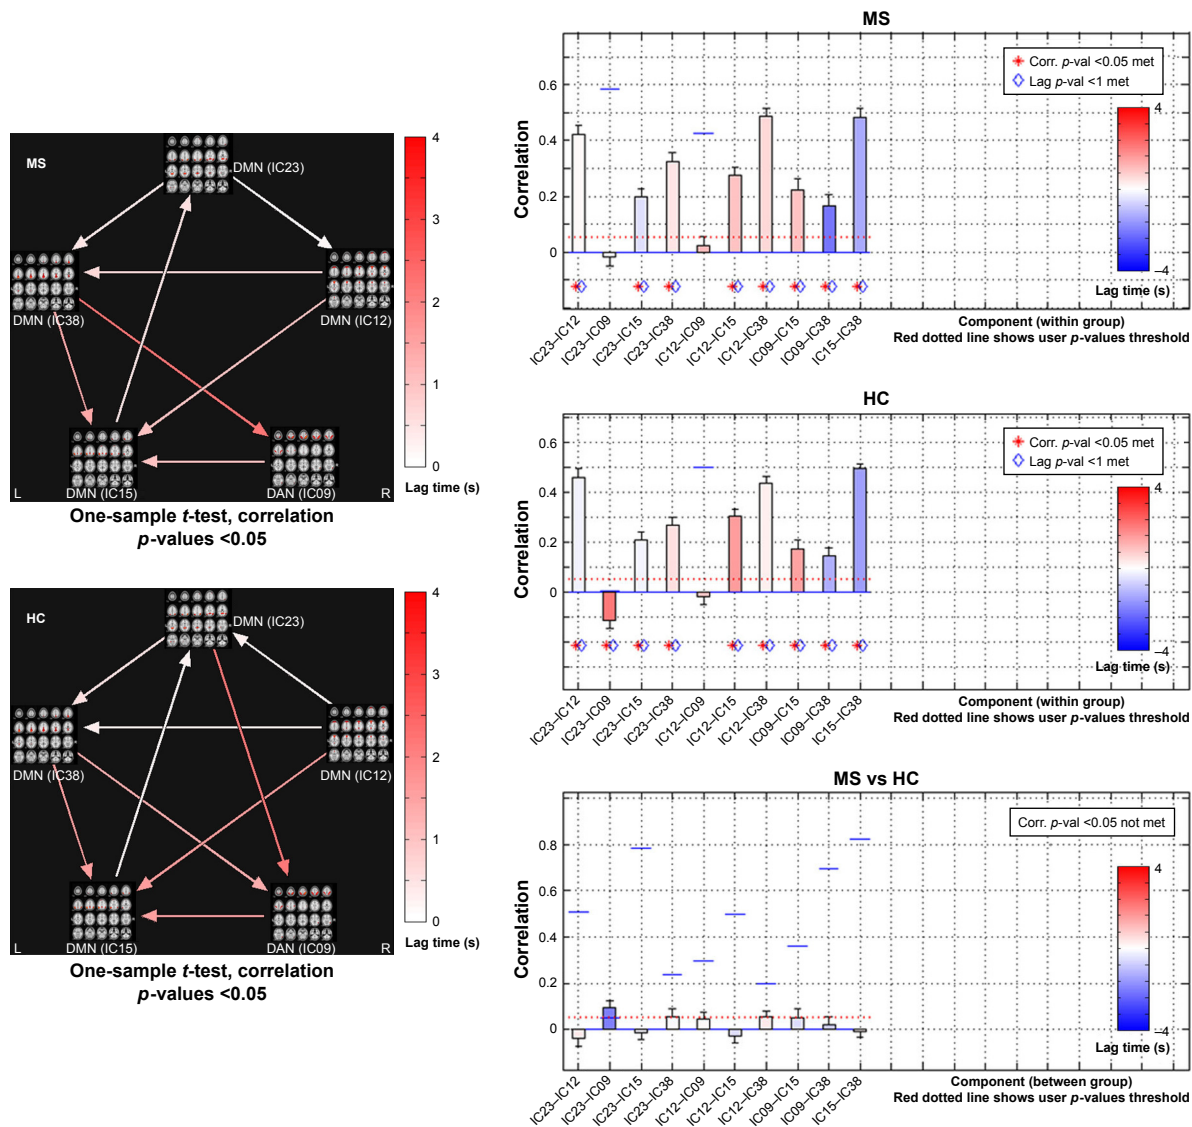 MS
DMN (IC23)
DMN (IC38)
DMN (IC12)
DMN (IC15)
DAN (IC09)
L
R
4
3
2
1
0
Lag time (s)
One-sample t-test, correlation
p-values <0.05
HC
DMN (IC23)
DMN (IC38)
DMN (IC12)
DMN (IC15)
DAN (IC09)
L
R
4
3
2
1
0
Lag time (s)
One-sample t-test, correlation
p-values <0.05
MS
Correlation
0.6
0.4
0.2
0
Corr. p-val <0.05 met
Lag p-val <1 met
4
–4
Lag time (s)
IC23–IC12
IC23–IC09
IC23–IC15
IC23–IC38
IC12–IC09
IC12–IC15
IC12–IC38
IC09–IC15
IC09–IC38
IC15–IC38
Component (within group)
Red dotted line shows user p-values threshold
HC
Correlation
0.6
0.4
0.2
0
Corr. p-val <0.05 met
Lag p-val <1 met
4
–4
Lag time (s)
IC23–IC12
IC23–IC09
IC23–IC15
IC23–IC38
IC12–IC09
IC12–IC15
IC12–IC38
IC09–IC15
IC09–IC38
IC15–IC38
Component (within group)
Red dotted line shows user p-values threshold
MS vs HC
Correlation
0.8
0.6
0.4
0.2
0
Corr. p-val <0.05 not met
4
–4
Lag time (s)
IC23–IC12
IC23–IC09
IC23–IC15
IC23–IC38
IC12–IC09
IC12–IC15
IC12–IC38
IC09–IC15
IC09–IC38
IC15–IC38
Component (between group)
Red dotted line shows user p-values threshold